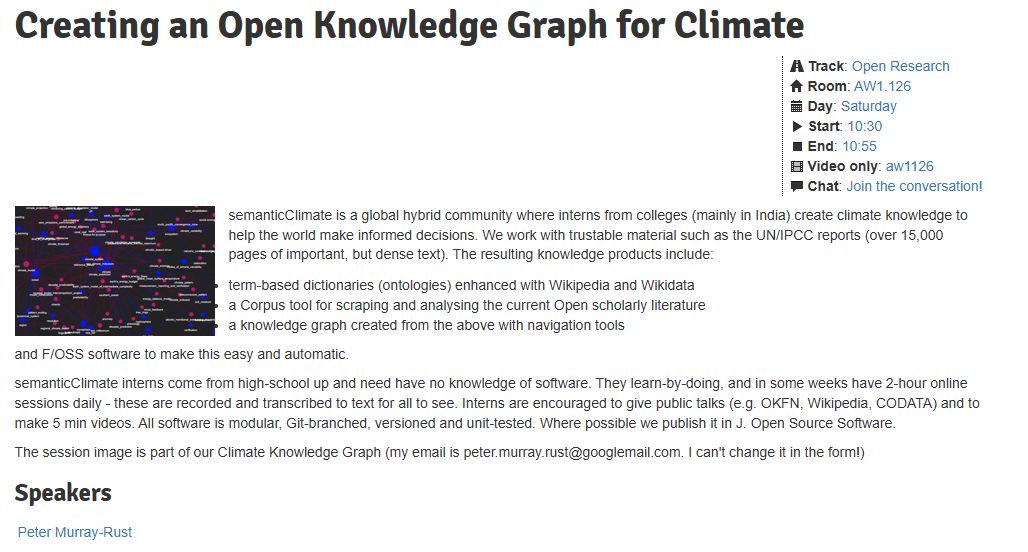 Creating an Open Knowledge Graph for Climate
Track: Open Research
Room: AW1.126
Day: Saturday
Start: 10:30
End: 10:55
Video only: aw1126
Chat: Join the conversation!
semanticClimate is a global hybrid community where interns from colleges (mainly in India) create climate knowledge to
help the world make informed decisions. We work with trustable material such as the UN/IPCC reports (over 15,000
pages of important, but dense text). The resulting knowledge products include:
term-based dictionaries (ontologies) enhanced with Wikipedia and Wikidata
a Corpus tool for scraping and analysing the current Open scholarly literature
a knowledge graph created from the above with navigation tools
and F/OSS software to make this easy and automatic.
semanticClimate interns come from high-school up and need have no knowledge of software. They learn-by-doing, and in some weeks have 2-hour online
sessions daily - these are recorded and transcribed to text for all to see. Interns are encouraged to give public talks (e.g. OKFN, Wikipedia, CODATA) and to
make 5 min videos. All software is modular, Git-branched, versioned and unit-tested. Where possible we publish it in J. Open Source Software.
The session image is part of our Climate Knowledge Graph (my email is peter.murray.rust@googlemail.com. I can't change it in the form!)
Speakers
Peter Murray-Rust